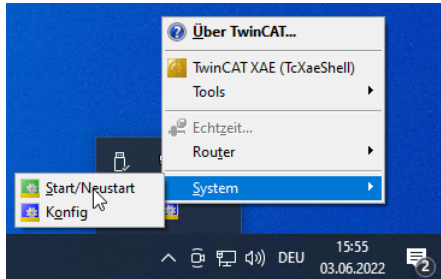 Über TwinCAT...
TwinCAT XAE (TcXaeShell)
Tools
Echtzeit...
Router
System
Start/Neustart
Konfig
DEU
15:55
03.06.2022
2